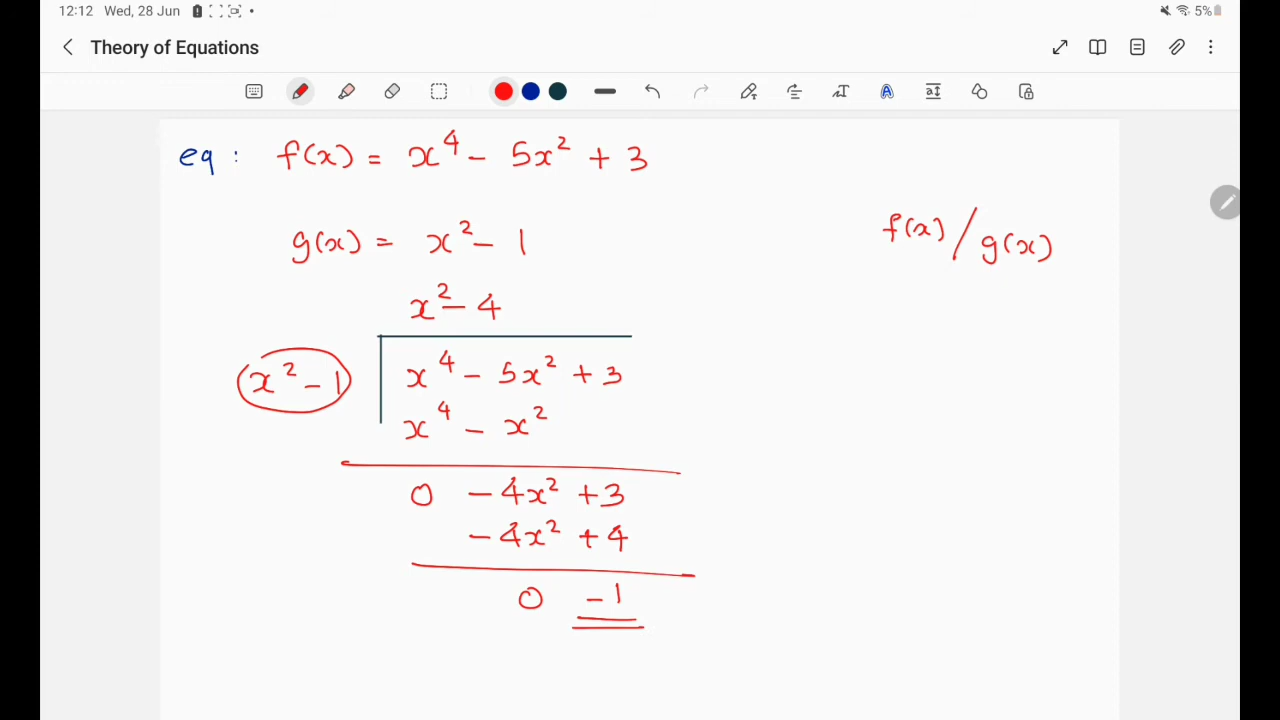 12:12 Wed, 28 Jun
5%
Theory of Equations
eq : f(x) = x⁴ - 5x² + 3
g(x) = x² - 1
f(x) / g(x)
x² - 4
x² - 1 x⁴ - 5x² + 3
x⁴ - x²
0 - 4x² + 3
- 4x² + 4
0 - 1